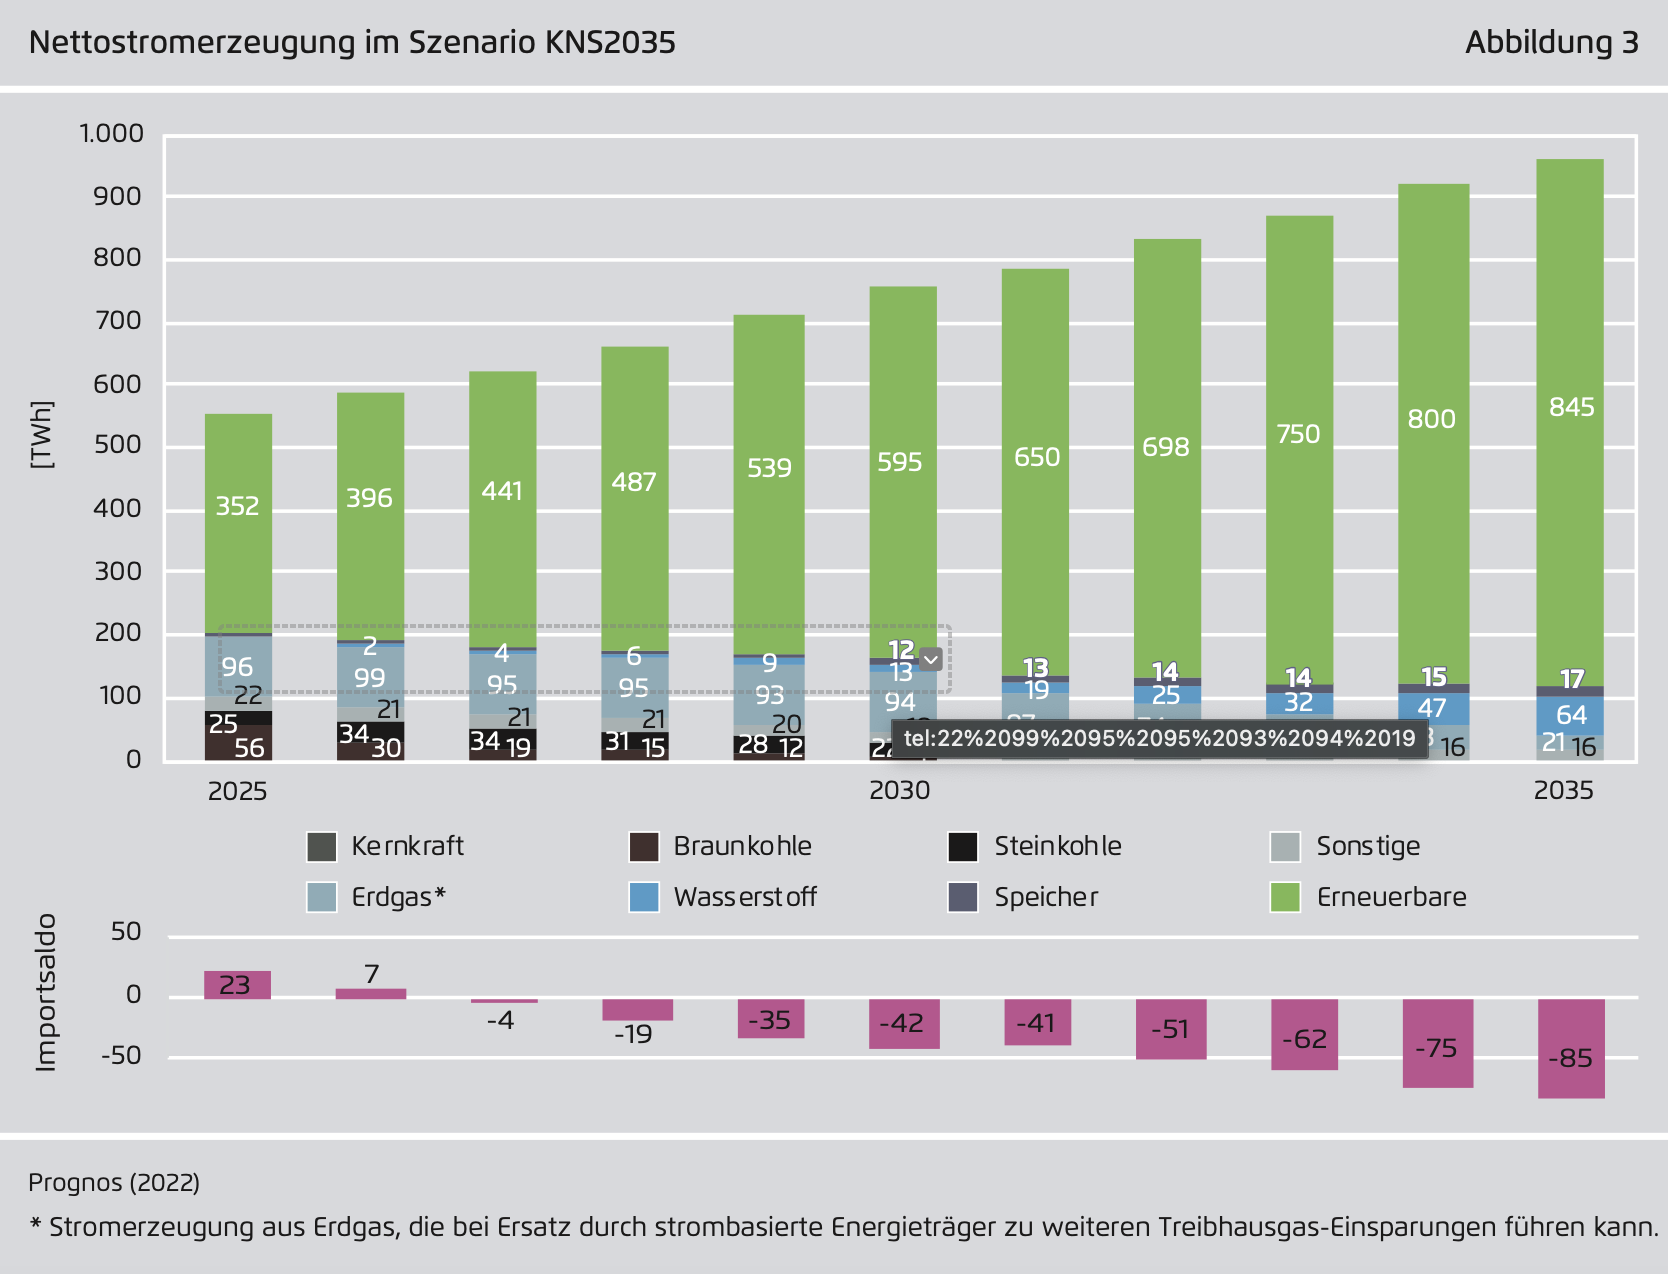 Nettostromerzeugung im Szenario KNS2035
Abbildung 3
[TWh]
1.000
900
800
700
600
500
400
300
200
100
0
352 396 441 487 539 595 650 698 750 800 845
2 4 6 9 12 13 14 14 15 17
96 99 95 95 93 13 19 25 32 47 64
94
22 21 21 21 20
25 34 34 31 28 21 16 16
56 30 19 15 12
tel:22%2099%2095%2095%2093%2094%2019
2025 2030 2035
Kernkraft Braunkohle Steinkohle Sonstige
Erdgas* Wasserstoff Speicher Erneuerbare
Importsaldo
50
0
-50
23 7 -4 -19 -35 -42 -41 -51 -62 -75 -85
Prognos (2022)
* Stromerzeugung aus Erdgas, die bei Ersatz durch strombasierte Energieträger zu weiteren Treibhausgas-Einsparungen führen kann.